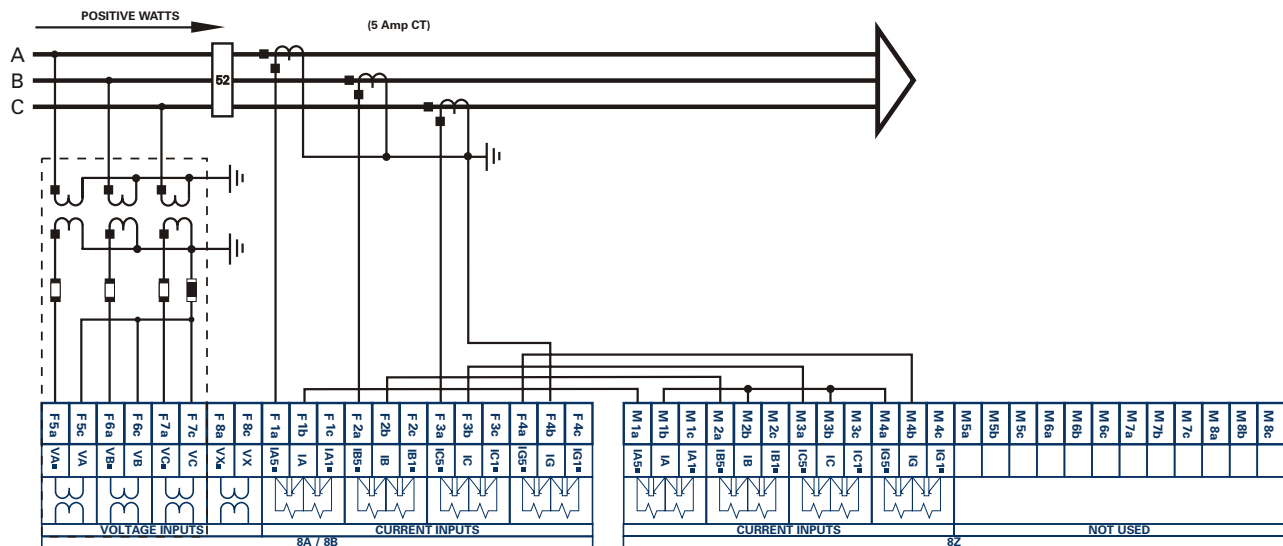 POSITIVE WATTS
(5 Amp CT)
A
B
C
52
F5a F5c F6a F6c F7a F7c F8a F8c F1a F1b F1c F2a F2b F2c F3a F3b F3c F4a F4b F4c
VA VA VB VB VC VC VX VX IA5 IA IA1 IB5 IB IB1 IC5 IC IC1 IG5 IG IG1
VOLTAGE INPUTS CURRENT INPUTS
8A / 8B
M1a M1b M1c M2a M2b M2c M3a M3b M3c M4a M4b M4c M5a M5b M5c M6a M6b M6c M7a M7b M7c M8a M8b M8c
IA5 IA IA1 IB5 IB IB1 IC5 IC IC1 IG5 IG IG1
CURRENT INPUTS NOT USED
8Z